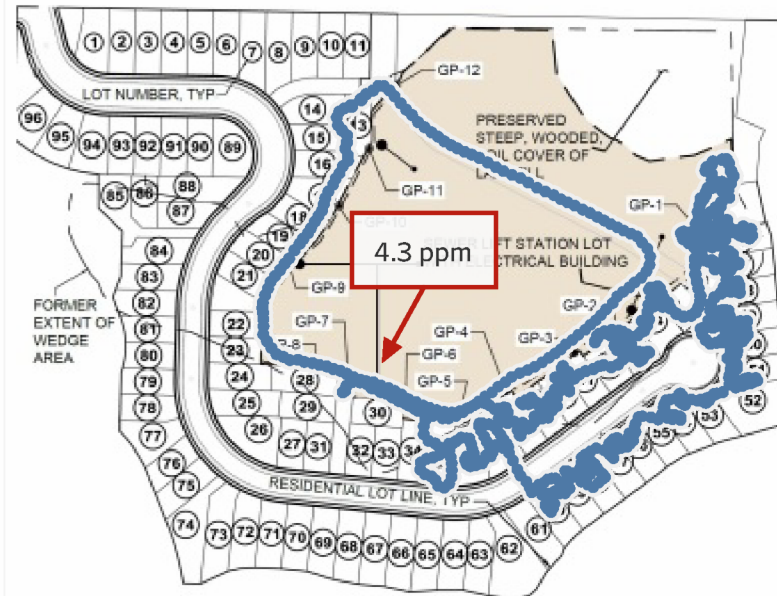 1 2 3 4 5 6 7 8 9 10 11
GP-12
LOT NUMBER, TYP
96 95 94 93 92 91 90 89
14
15
16
PRESERVED
STEEP, WOODED,
COVER OF
85 86 88
87
GP-11
GP-1
18
19
20
21
84
83
82
81
80
79
78
77
76
75
74
4.3 ppm
LIFT STATION LOT
ELECTRICAL BUILDING
GP-9
GP-2
FORMER
EXTENT OF
WEDGE
AREA
22
23
24
25
26
GP-7
GP-4
GP-3
GP-6
GP-5
28
29
30
27 31 32 33
52
53
55
RESIDENTIAL LOT LINE, TYP
73 72 71 70 69 68 67 66 65 64 63 62 61